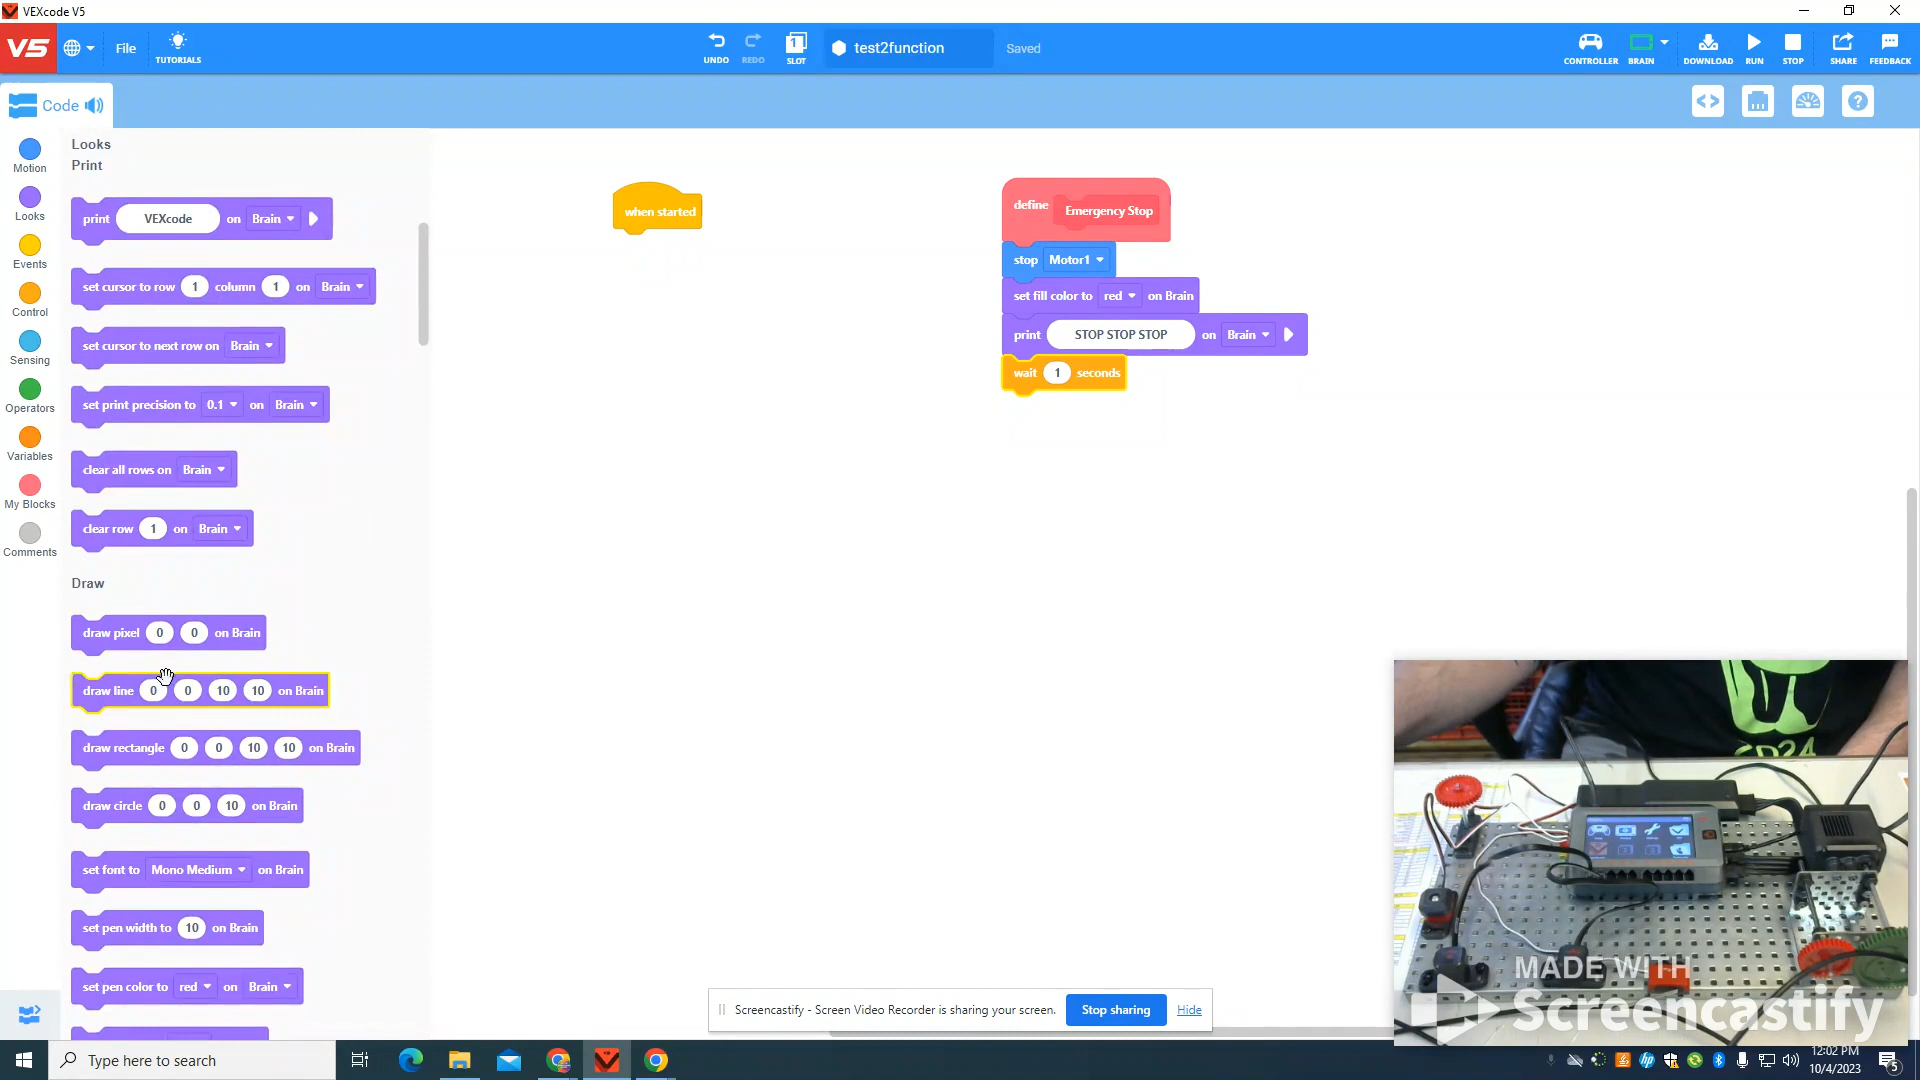 VEXcode V5
V5
File
TUTORIALS
UNDO
REDO
1
SLOT
test2function
Saved
CONTROLLER
BRAIN
DOWNLOAD
RUN
STOP
SHARE
FEEDBACK
Code
Motion
Looks
Events
Control
Sensing
Operators
Variables
My Blocks
Comments
Looks
Print
print VEXcode on Brain
set cursor to row 1 column 1 on Brain
set cursor to next row on Brain
set print precision to 0.1 on Brain
clear all rows on Brain
clear row 1 on Brain
Draw
draw pixel 0 0 on Brain
draw line 0 0 10 10 on Brain
draw rectangle 0 0 10 10 on Brain
draw circle 0 0 10 on Brain
set font to Mono Medium on Brain
set pen width to 10 on Brain
set pen color to red on Brain
when started
define Emergency Stop
stop Motor1
set fill color to red on Brain
print STOP STOP STOP on Brain
wait 1 seconds
MADE WITH
Screencastify
Screencastify - Screen Video Recorder is sharing your screen.
Stop sharing
Hide
Type here to search
12:02 PM
10/4/2023
5